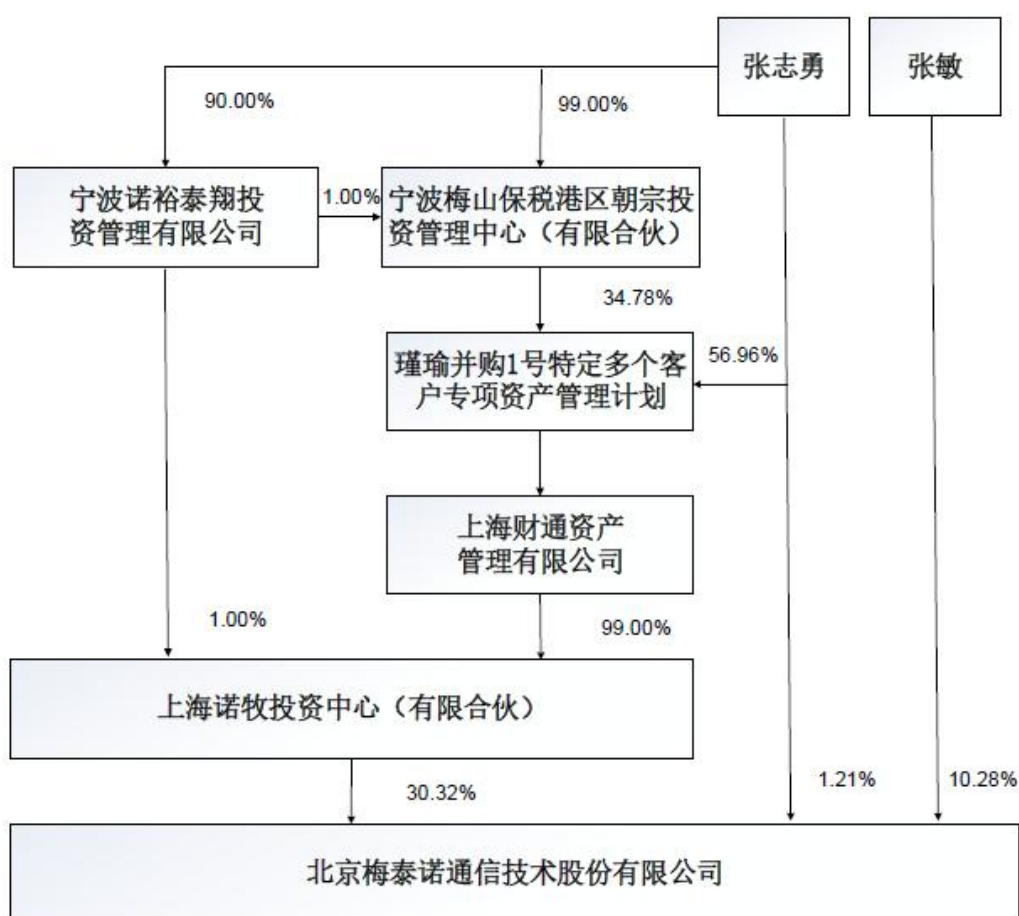 张志勇
张敏
90.00%
99.00%
宁波诺裕泰翔投
资管理有限公司
1.00%
宁波梅山保税港区朝宗投
资管理中心（有限合伙）
34.78%
瑾瑜并购1号特定多个客
户专项资产管理计划
56.96%
上海财通资产
管理有限公司
1.00%
99.00%
上海诺牧投资中心（有限合伙）
30.32%
1.21%
10.28%
北京梅泰诺通信技术股份有限公司